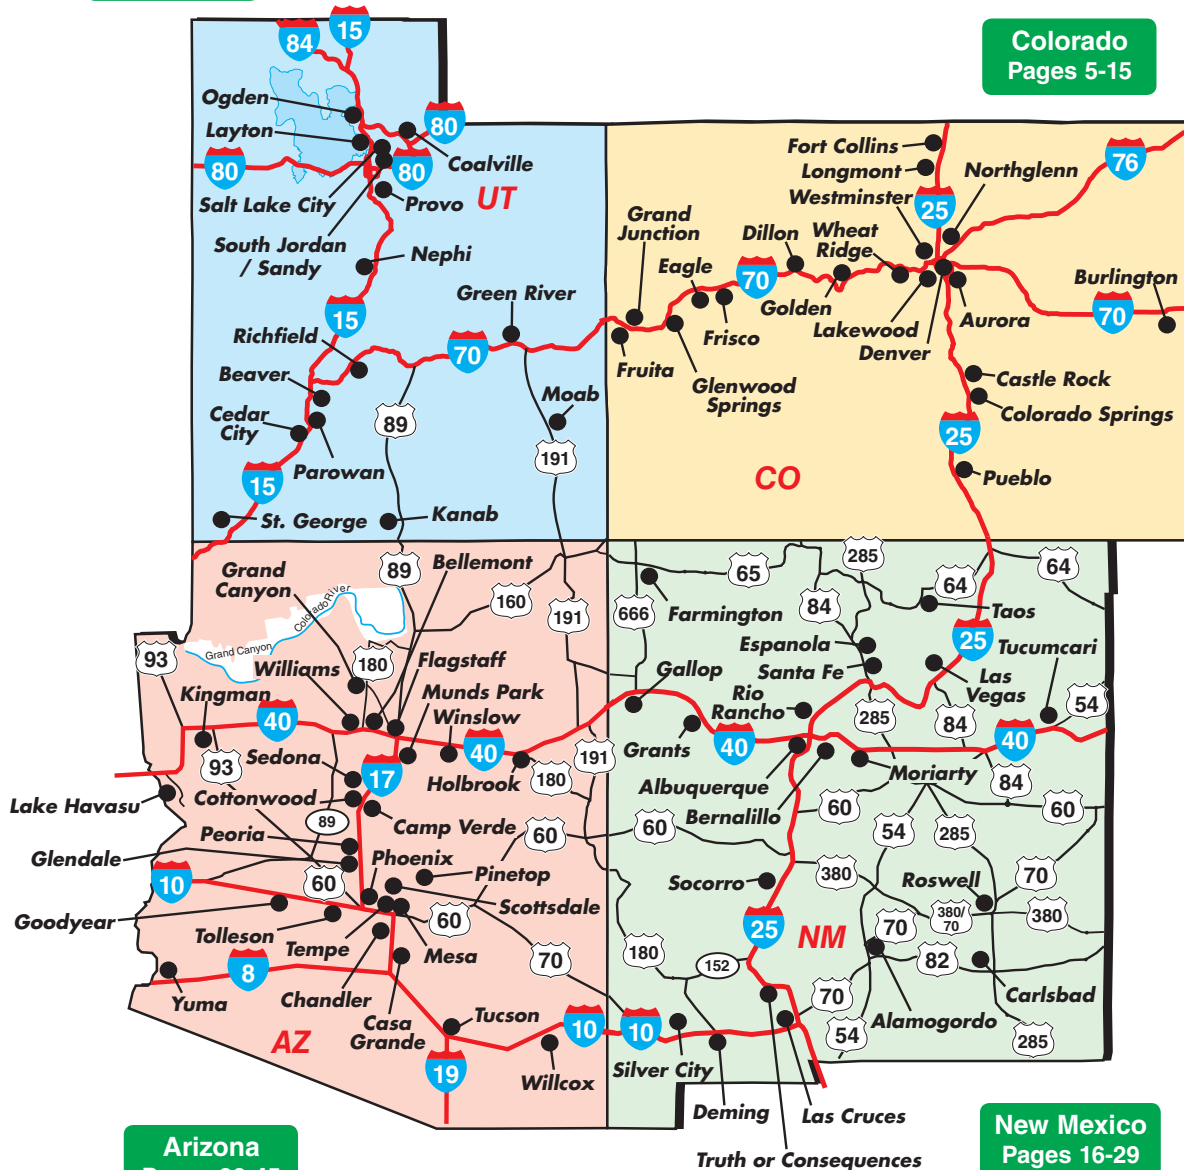 Colorado
Pages 5-15
15
84
Ogden
Layton
80
80
Coalville
80
Salt Lake City
Provo
UT
South Jordan
/ Sandy
Nephi
Green River
15
Richfield
70
Beaver
Cedar
City
89
Moab
191
Parowan
15
St. George
Kanab
Fort Collins
Longmont
Westminster
Northglenn
76
25
Grand
Junction
Dillon
Wheat
Ridge
Eagle
70
Golden
Burlington
70
Frisco
Lakewood
Denver
Aurora
Fruita
Glenwood
Springs
Castle Rock
Colorado Springs
25
CO
Pueblo
Grand
Canyon
89
Bellemont
160
191
Colorado River
Grand Canyon
93
180
Williams
Flagstaff
Kingman
Munds Park
Winslow
40
40
93
Sedona
17
Holbrook
180
191
Lake Havasu
Cottonwood
89
Camp Verde
60
Peoria
Glendale
Phoenix
Pinetop
10
60
Scottsdale
Goodyear
60
Tolleson
Tempe
Mesa
70
8
Yuma
Chandler
Casa
Grande
Tucson
10
AZ
19
Willcox
65
285
64
64
666
Farmington
84
Taos
Espanola
Santa Fe
25
Tucumcari
Gallop
Rio
Rancho
Las
Vegas
54
285
84
Grants
40
40
Albuquerque
Moriarty
84
Bernalillo
60
60
60
54
285
Socorro
380
Roswell
70
25
NM
380/
70
380
70
180
152
82
70
Carlsbad
10
54
Alamogordo
285
Silver City
Deming
Las Cruces
Truth or Consequences
Arizona
New Mexico
Pages 16-29